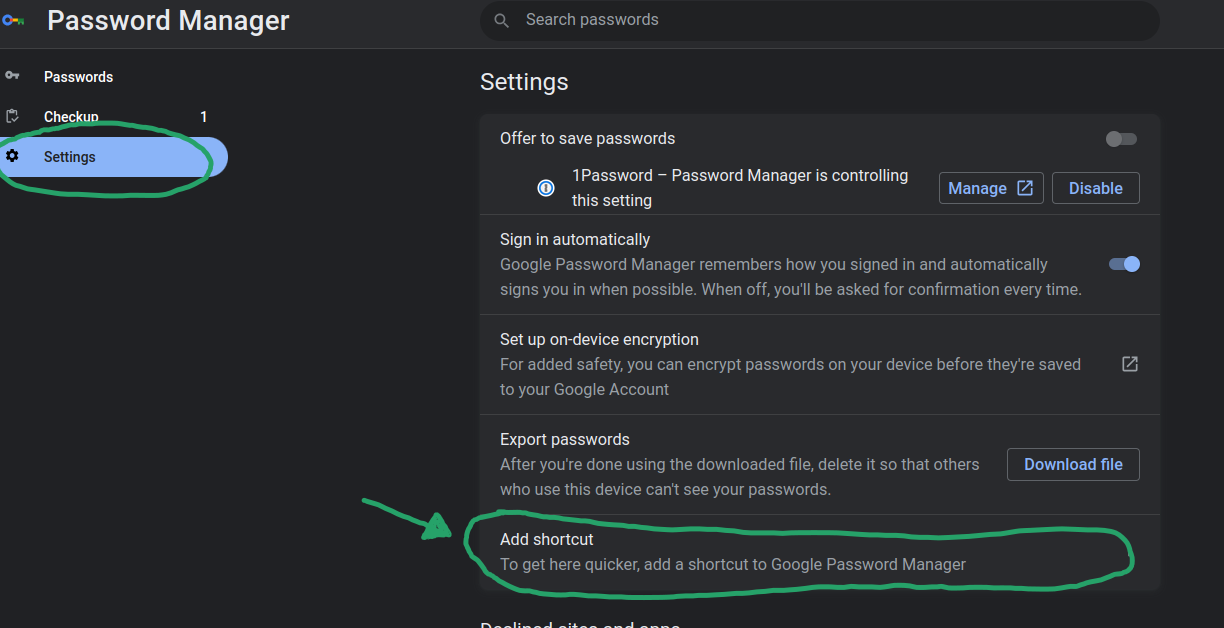 Password Manager
Search passwords
Passwords
Checkup 1
Settings
Settings
Offer to save passwords
1Password – Password Manager is controlling
this setting
Manage
Disable
Sign in automatically
Google Password Manager remembers how you signed in and automatically
signs you in when possible. When off, you'll be asked for confirmation every time.
Set up on-device encryption
For added safety, you can encrypt passwords on your device before they're saved
to your Google Account
Export passwords
After you're done using the downloaded file, delete it so that others
who use this device can't see your passwords.
Download file
Add shortcut
To get here quicker, add a shortcut to Google Password Manager
Declined sites and apps